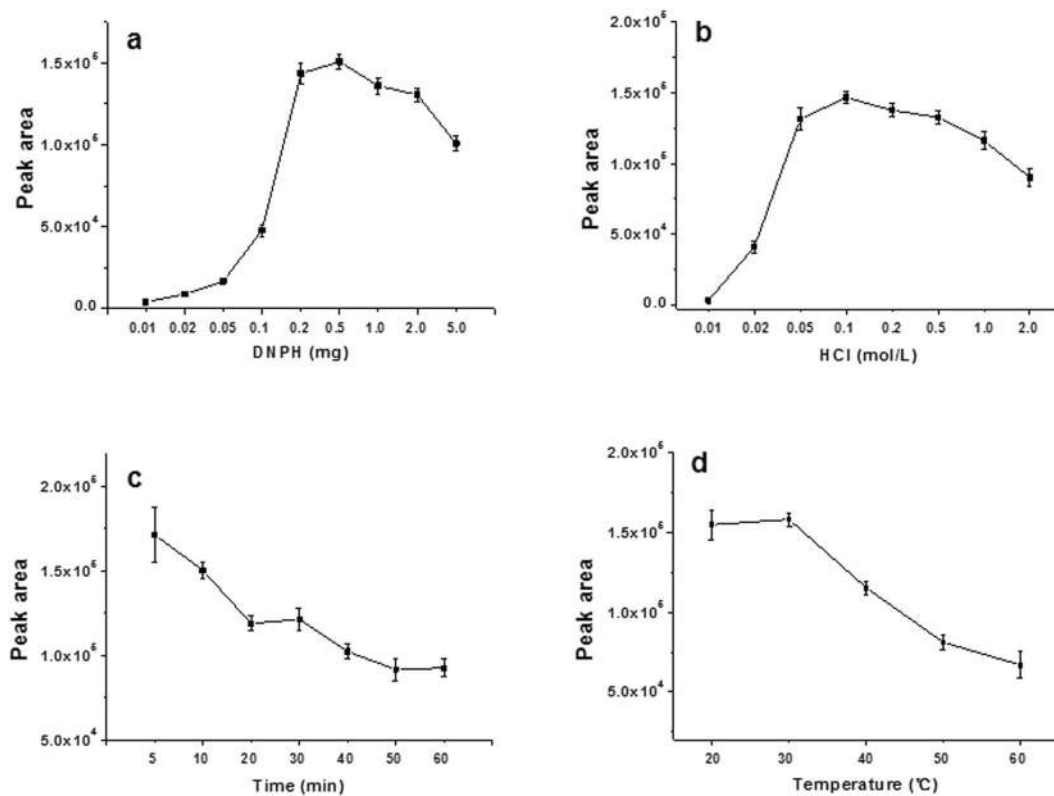 a
1.5x10⁵
1.0x10⁵
5.0x10⁴
0.0
Peak area
0.01 0.02 0.05 0.1 0.2 0.5 1.0 2.0 5.0
DNPH (mg)
b
2.0x10⁵
1.5x10⁵
1.0x10⁵
5.0x10⁴
0.0
Peak area
0.01 0.02 0.05 0.1 0.2 0.5 1.0 2.0
HCl (mol/L)
c
2.0x10⁵
1.5x10⁵
1.0x10⁵
5.0x10⁴
Peak area
5 10 20 30 40 50 60
Time (min)
d
2.0x10⁵
1.5x10⁵
1.0x10⁵
5.0x10⁴
Peak area
20 30 40 50 60
Temperature (℃)